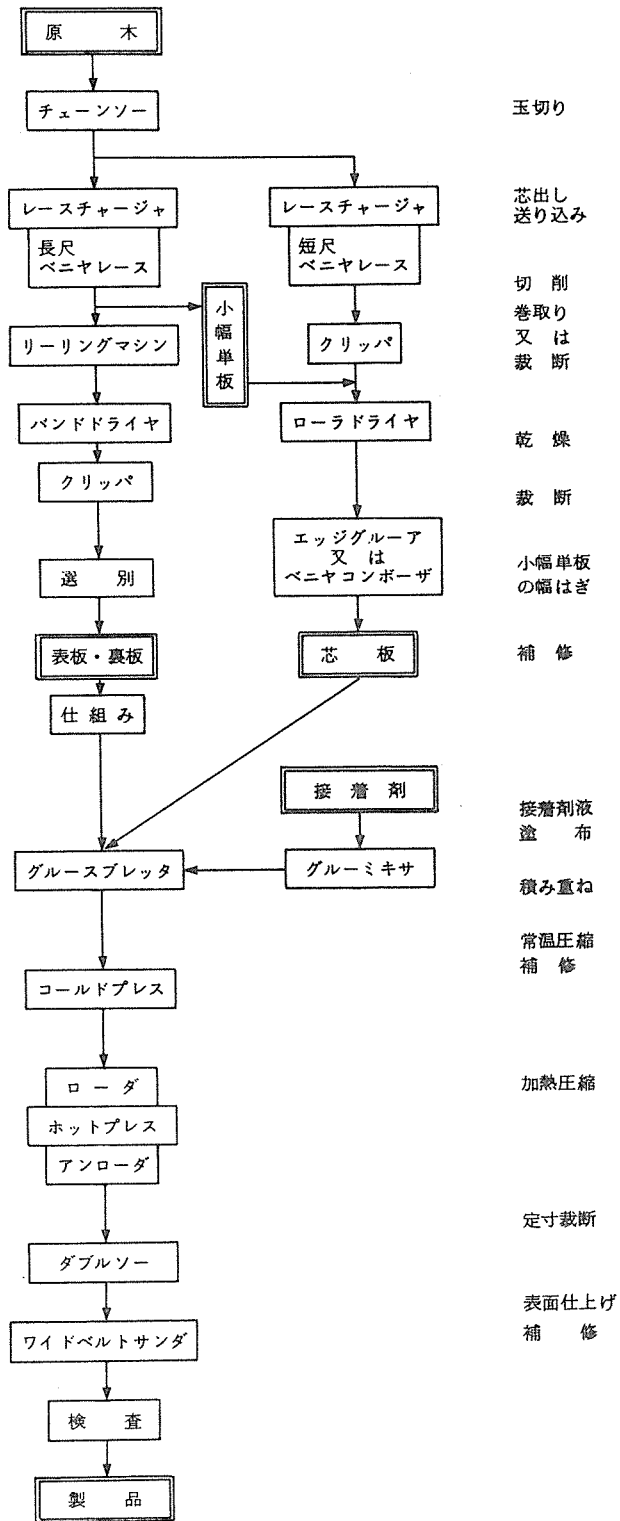 原　木
チェーンソー
玉切り
レースチャージャ
レースチャージャ
芯出し
送り込み
長尺
ベニヤレース
短尺
ベニヤレース
切　削
小幅単板
巻取り
又　は
裁　断
リーリングマシン
クリッパ
バンドドライヤ
ローラドライヤ
乾　燥
クリッパ
裁　断
エッジグルーア
又　は
ベニヤコンポーザ
小幅単板
の幅はぎ
選　別
表板・裏板
芯　板
補　修
仕組み
接　着　剤
接着剤液
塗　布
グルースプレッタ
グルーミキサ
積み重ね
常温圧縮
補　修
コールドプレス
ローダ
加熱圧縮
ホットプレス
アンローダ
定寸裁断
ダブルソー
表面仕上げ
補　修
ワイドベルトサンダ
検　査
製　品